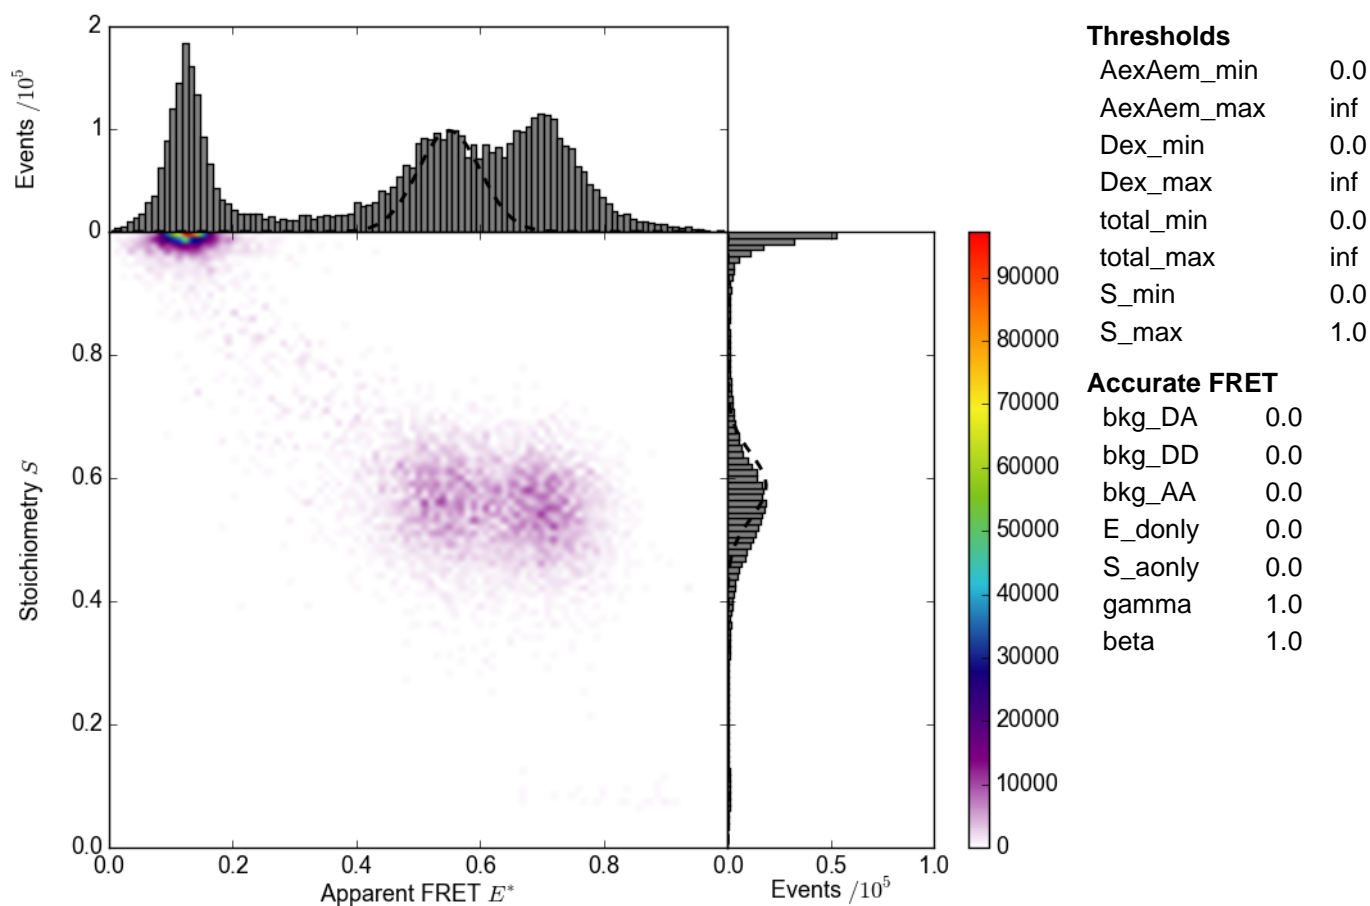 2
1
0
Events /10^5
0.8
0.6
0.4
0.2
0.0
Stoichiometry S
0.0 0.2 0.4 0.6 0.8
Apparent FRET E*
0.0 0.5 1.0
Events /10^5
90000
80000
70000
60000
50000
40000
30000
20000
10000
0
Thresholds
AexAem_min 0.0
AexAem_max inf
Dex_min 0.0
Dex_max inf
total_min 0.0
total_max inf
S_min 0.0
S_max 1.0
Accurate FRET
bkg_DA 0.0
bkg_DD 0.0
bkg_AA 0.0
E_donly 0.0
S_aonly 0.0
gamma 1.0
beta 1.0